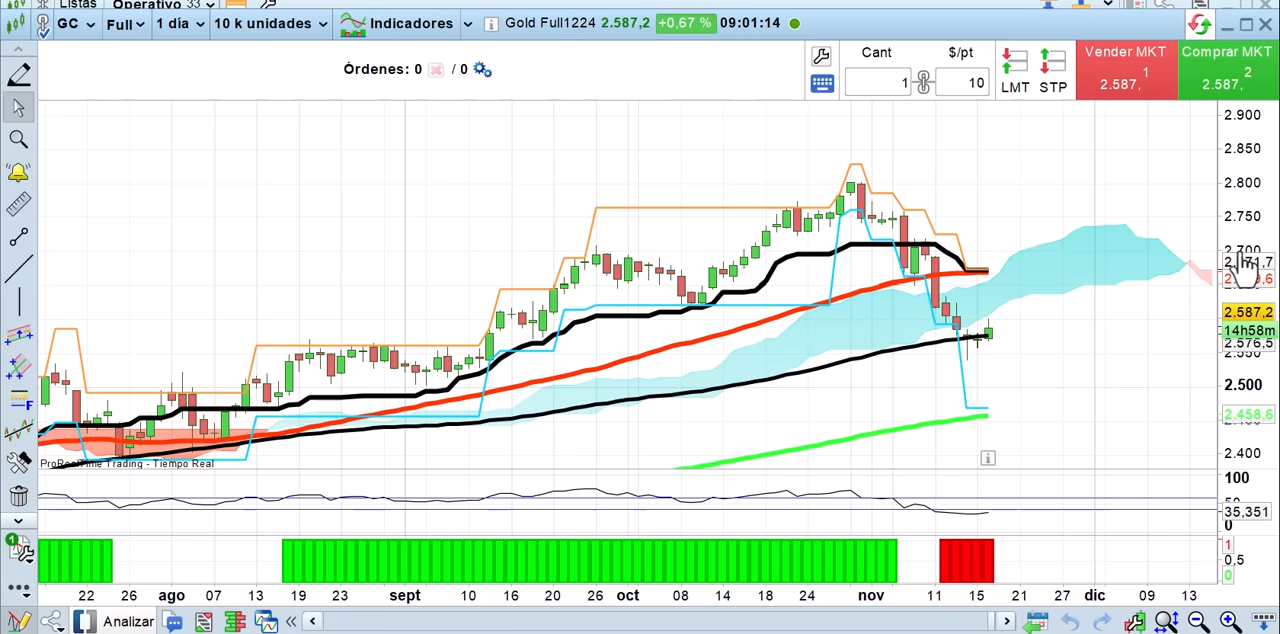 Listas Operativo 33
GC Full 1 día 10 k unidades Indicadores Gold Full1224 2.587,2 +0,67 % 09:01:14
Órdenes: 0 / 0
Cant $/pt
1 10
LMT STP
Vender MKT
1
2.587,
Comprar MKT
2
2.587,
2.900
2.850
2.800
2.750
2.700
2.587,2
14h58m
2.576,5
2.550
2.500
2.458,6
2.400
ProRealTime Trading - Tiempo Real
100
35,351
0
1
0,5
0
22 26 ago 07 13 19 23 sept 10 16 20 26 oct 08 14 18 24 nov 11 15 21 27 dic 09 13
Analizar